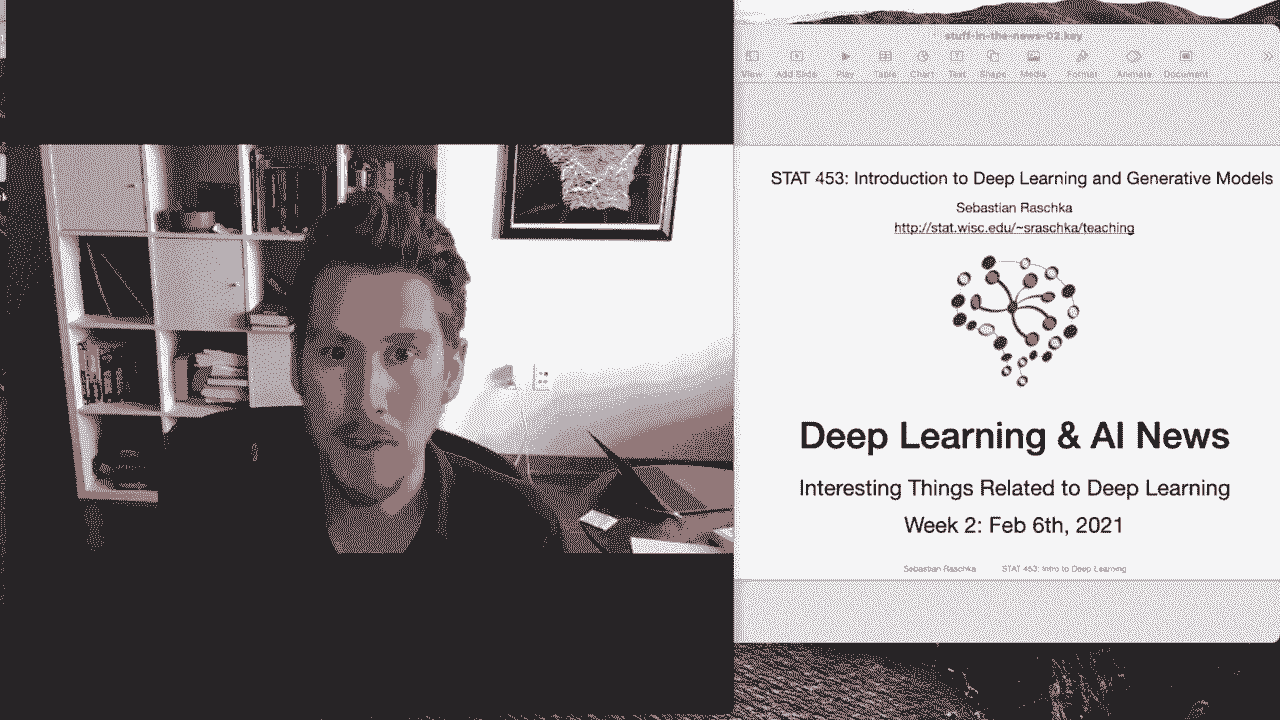 stuff-in-the-news-02.key
View Add Slide Play Table Chart Text Shape Media Format Animate Document
STAT 453: Introduction to Deep Learning and Generative Models
Sebastian Raschka
http://stat.wisc.edu/~sraschka/teaching
Deep Learning & AI News
Interesting Things Related to Deep Learning
Week 2: Feb 6th, 2021
Sebastian Raschka STAT 453: Intro to Deep Learning